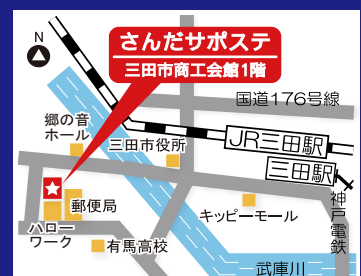 N
さんだサポステ
三田市商工会館1階
国道176号線
郷の音
ホール
三田市役所
JR三田駅
三田駅
神戸電鉄
郵便局
ハロー
ワーク
キッピーモール
有馬高校
武庫川